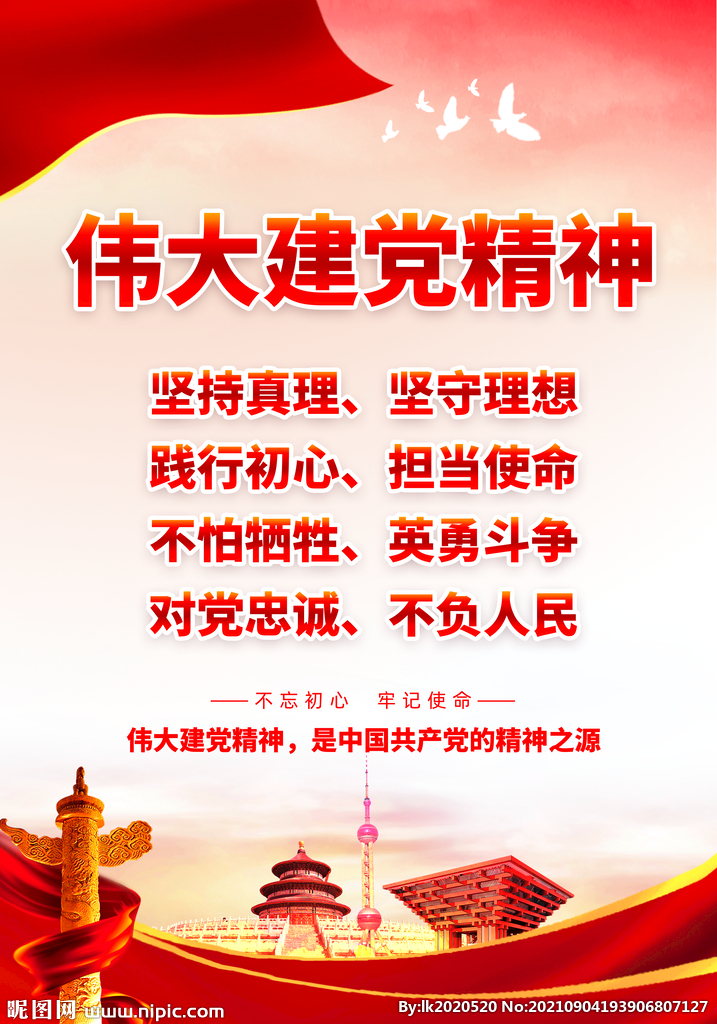 伟大建党精神
坚持真理、坚守理想
践行初心、担当使命
不怕牺牲、英勇斗争
对党忠诚、不负人民
——不忘初心 牢记使命——
伟大建党精神，是中国共产党的精神之源
昵图网 www.nipic.com
By:lk2020520 No:20210904193906807127